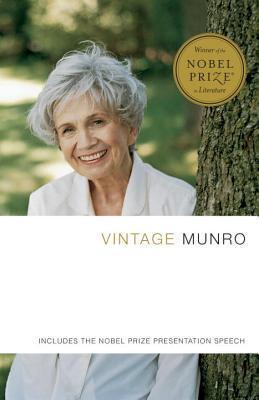 Winner of the
NOBEL
PRIZE®
in Literature
VINTAGE MUNRO
INCLUDES THE NOBEL PRIZE PRESENTATION SPEECH